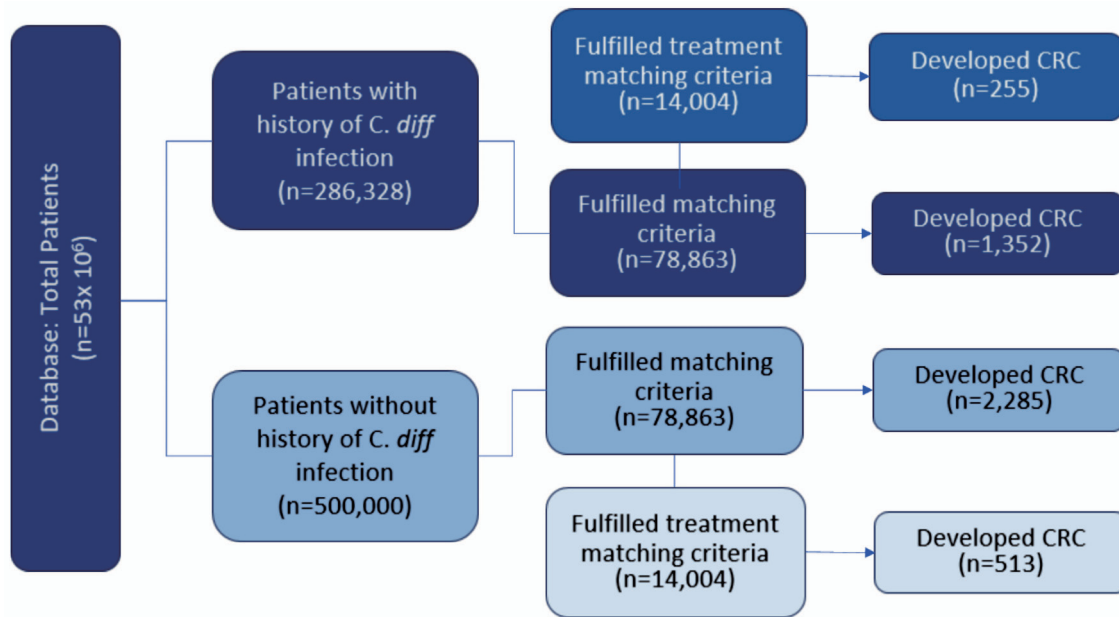 Database: Total Patients
(n=53x 10⁶)
Patients with
history of C. diff
infection
(n=286,328)
Patients without
history of C. diff
infection
(n=500,000)
Fulfilled treatment
matching criteria
(n=14,004)
Developed CRC
(n=255)
Fulfilled matching
criteria
(n=78,863)
Developed CRC
(n=1,352)
Fulfilled matching
criteria
(n=78,863)
Developed CRC
(n=2,285)
Fulfilled treatment
matching criteria
(n=14,004)
Developed CRC
(n=513)